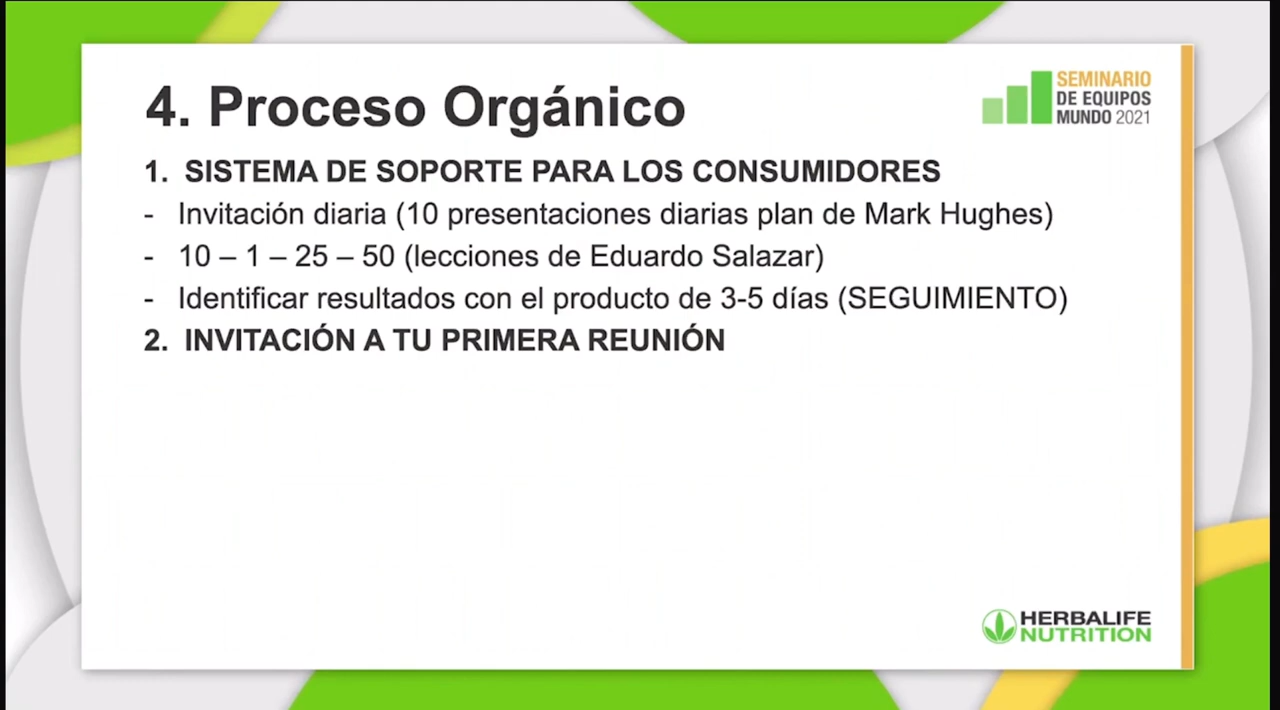 4. Proceso Orgánico
SEMINARIO
DE EQUIPOS
MUNDO 2021
1. SISTEMA DE SOPORTE PARA LOS CONSUMIDORES
- Invitación diaria (10 presentaciones diarias plan de Mark Hughes)
- 10 – 1 – 25 – 50 (lecciones de Eduardo Salazar)
- Identificar resultados con el producto de 3-5 días (SEGUIMIENTO)
2. INVITACIÓN A TU PRIMERA REUNIÓN
HERBALIFE
NUTRITION